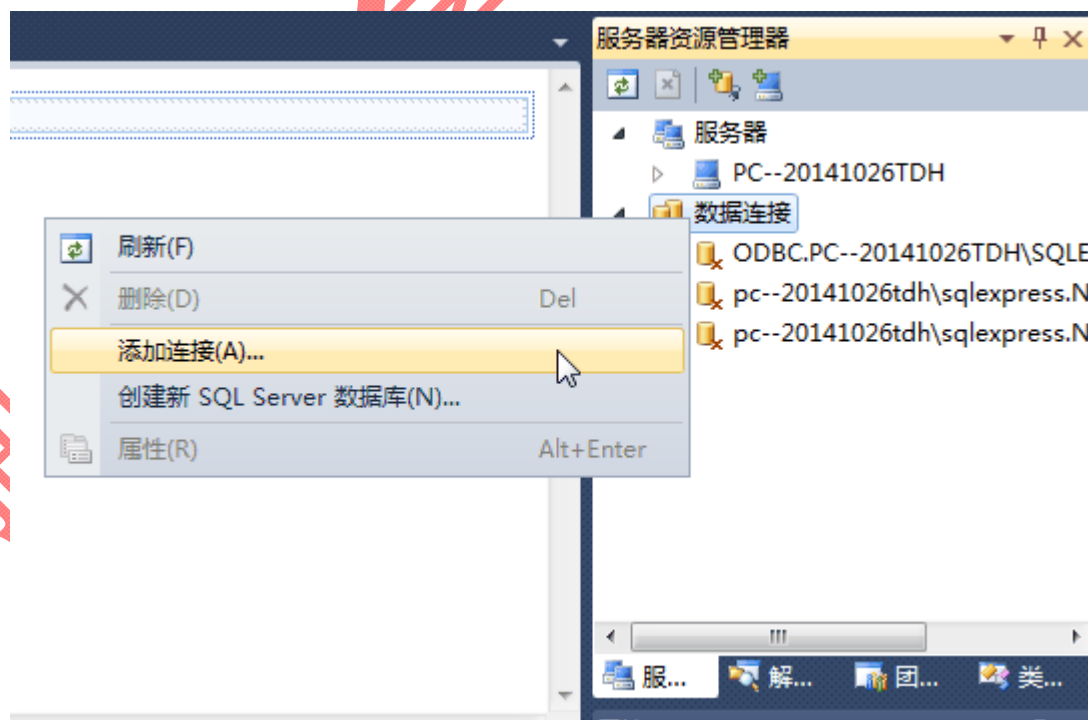 服务器资源管理器
服务器
PC--20141026TDH
数据连接
ODBC.PC--20141026TDH\SQLE
pc--20141026tdh\sqlexpress.N
pc--20141026tdh\sqlexpress.N
刷新(F)
删除(D) Del
添加连接(A)...
创建新 SQL Server 数据库(N)...
属性(R) Alt+Enter
服... 解... 团... 类...